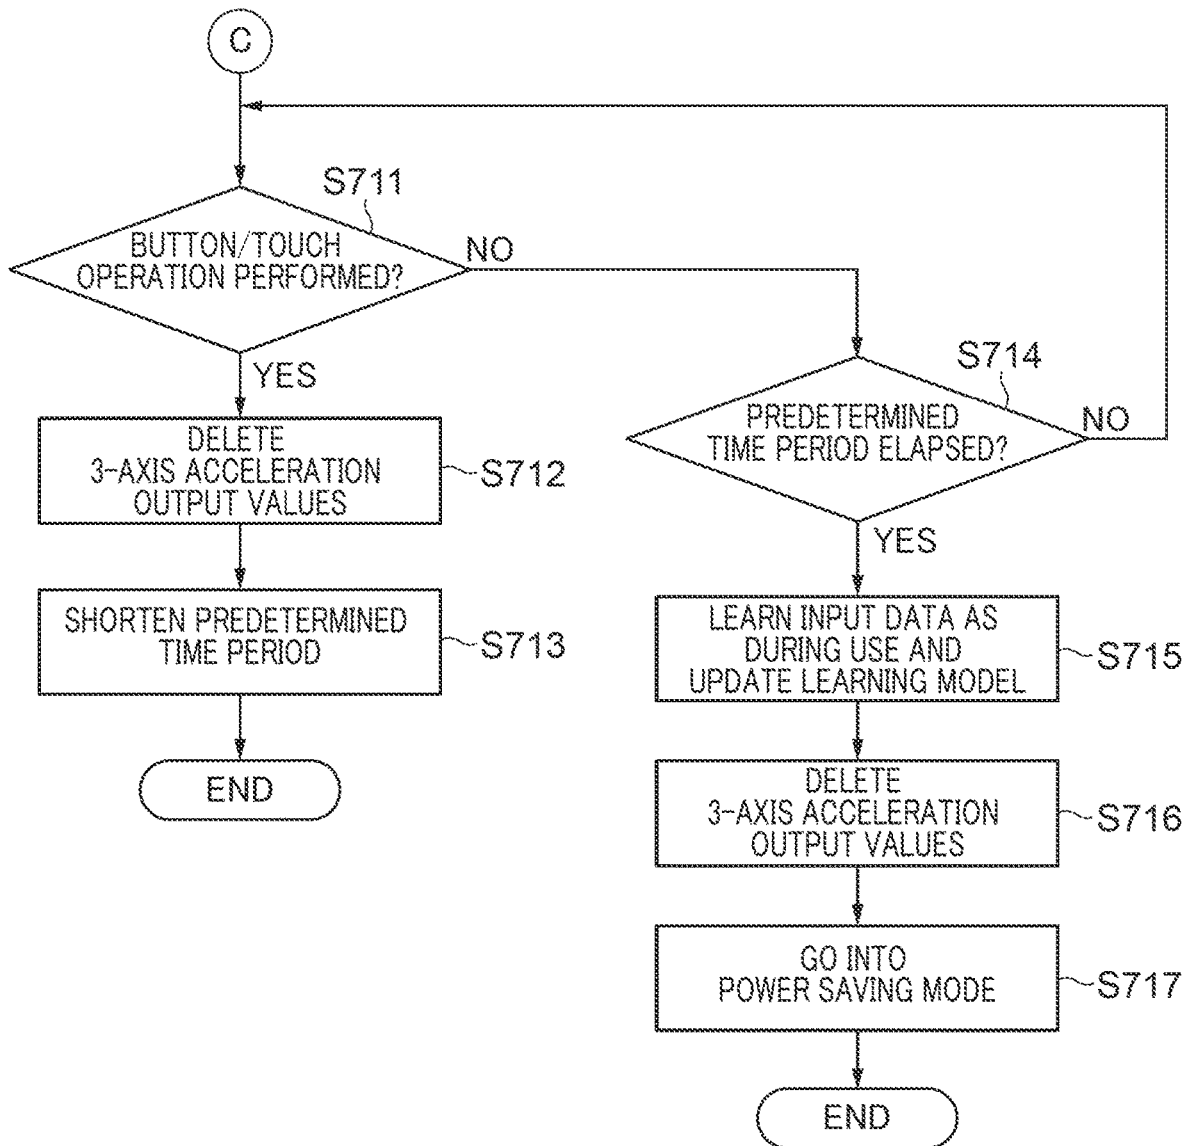 C
S711
BUTTON/TOUCH
OPERATION PERFORMED?
NO
YES
DELETE
3-AXIS ACCELERATION
OUTPUT VALUES
S712
SHORTEN PREDETERMINED
TIME PERIOD
S713
END
S714
PREDETERMINED
TIME PERIOD ELAPSED?
NO
YES
LEARN INPUT DATA AS
DURING USE AND
UPDATE LEARNING MODEL
S715
DELETE
3-AXIS ACCELERATION
OUTPUT VALUES
S716
GO INTO
POWER SAVING MODE
S717
END